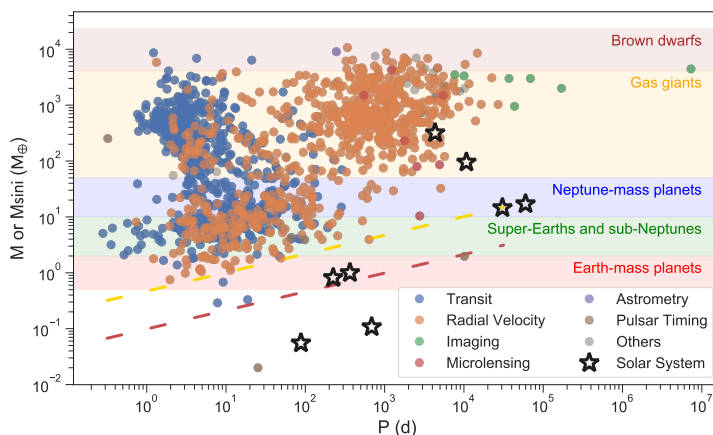 Brown dwarfs
Gas giants
Neptune-mass planets
Super-Earths and sub-Neptunes
Earth-mass planets
M or Msini (M⊕)
10⁴
10³
10²
10¹
10⁰
10⁻¹
10⁻²
Transit
Radial Velocity
Imaging
Microlensing
Astrometry
Pulsar Timing
Others
Solar System
10⁰ 10¹ 10² 10³ 10⁴ 10⁵ 10⁶ 10⁷
P (d)